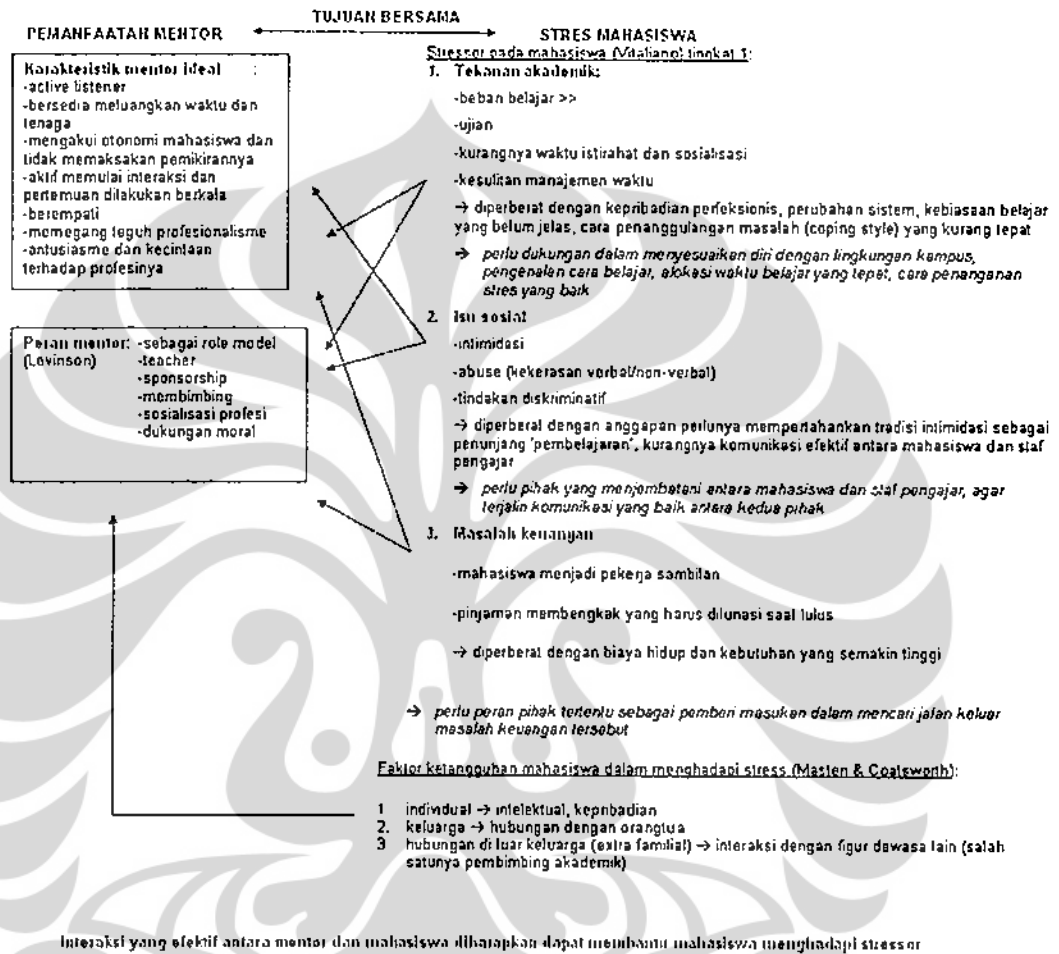 TUJUAN BERSAMA
PEMANFAATAN MENTOR
STRES MAHASISWA
Karakteristik mentor ideal :
-active listener
-bersedia meluangkan waktu dan
tenaga
-mengakui otonomi mahasiswa dan
tidak memaksakan pemikirannya
-aktif memulai interaksi dan
pertemuan dilakukan berkala
-berempati
-memegang teguh profesionalisme
-antusiasme dan kecintaan
terhadap profesinya
Peran mentor: -sebagai role model
(Levinson) -teacher
-sponsorship
-membimbing
-sosialisasi profesi
-dukungan moral
Stressor pada mahasiswa (Vitaliano) tingkat 1:
1. Tekanan akademik:
-beban belajar >>
-ujian
-kurangnya waktu istirahat dan sosialisasi
-kesulitan manajemen waktu
→ diperberat dengan kepribadian perfeksionis, perubahan sistem, kebiasaan belajar
yang belum jelas, cara penanggulangan masalah (coping style) yang kurang tepat
→ perlu dukungan dalam menyesuaikan diri dengan lingkungan kampus,
pengenalan cara belajar, alokasi waktu belajar yang tepat, cara penanganan
stres yang baik
2. Isu sosial
-intimidasi
-abuse (kekerasan verbal/non-verbal)
-tindakan diskriminatif
→ diperberat dengan anggapan perlunya mempertahankan tradisi intimidasi sebagai
penunjang 'pembelajaran', kurangnya komunikasi efektif antara mahasiswa dan staf
pengajar
→ perlu pihak yang menjembatani antara mahasiswa dan staf pengajar, agar
terjalin komunikasi yang baik antara kedua pihak
3. Masalah keuangan
-mahasiswa menjadi pekerja sambilan
-pinjaman membengkak yang harus dilunasi saat lulus
→ diperberat dengan biaya hidup dan kebutuhan yang semakin tinggi
→ perlu peran pihak tertentu sebagai pemberi masukan dalam mencari jalan keluar
masalah keuangan tersebut
Faktor ketangguhan mahasiswa dalam menghadapi stress (Masten & Coatsworth):
1 individual → intelektual, kepribadian
2. keluarga → hubungan dengan orangtua
3 hubungan di luar keluarga (extra familial) → interaksi dengan figur dewasa lain (salah
satunya pembimbing akademik)
Interaksi yang efektif antara mentor dan mahasiswa diharapkan dapat membantu mahasiswa menghadapi stressor